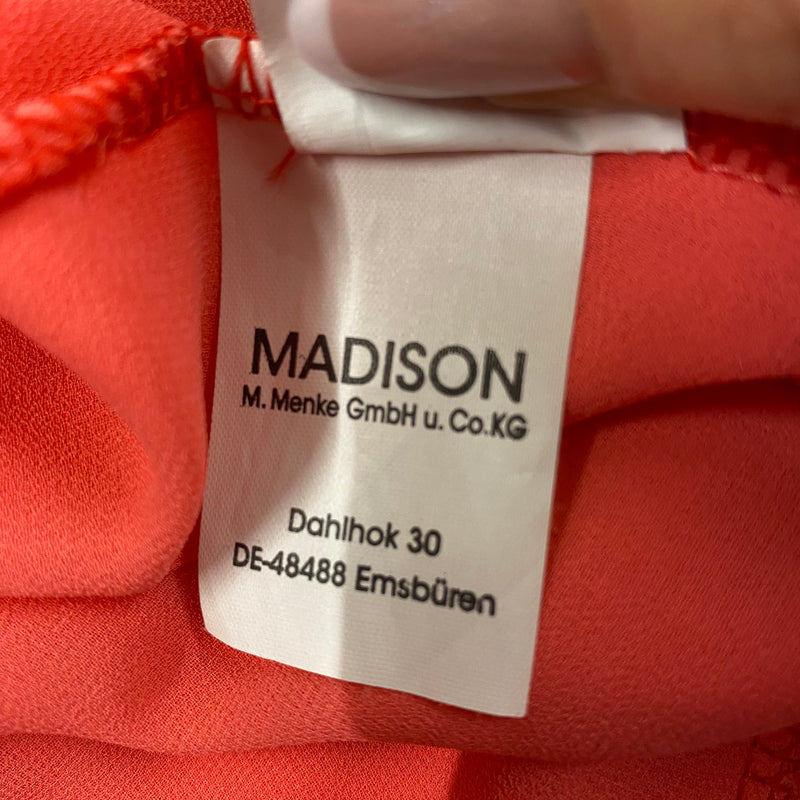 MADISON
M. Menke GmbH u. Co.KG
Dahlhok 30
DE-48488 Emsbüren